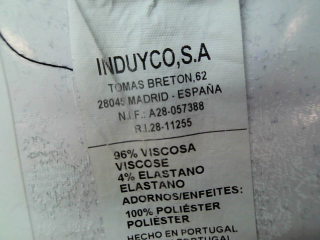 INDUYCO,S.A
TOMAS BRETON,62
28045 MADRID - ESPAÑA
N.I.F.: A28-057388
R.I.28-11255
96% VISCOSA
VISCOSE
4% ELASTANO
ELASTANO
ADORNOS/ENFEITES:
100% POLIÉSTER
POLIÉSTER
HECHO EN PORTUGAL